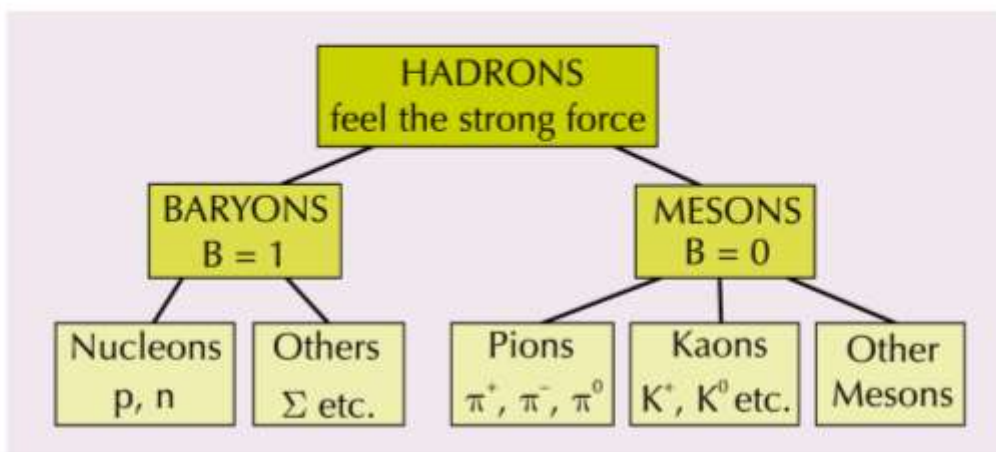 HADRONS
feel the strong force
BARYONS
B = 1
MESONS
B = 0
Nucleons
p, n
Others
Σ etc.
Pions
π⁺, π⁻, π⁰
Kaons
K⁺, K⁰ etc.
Other
Mesons